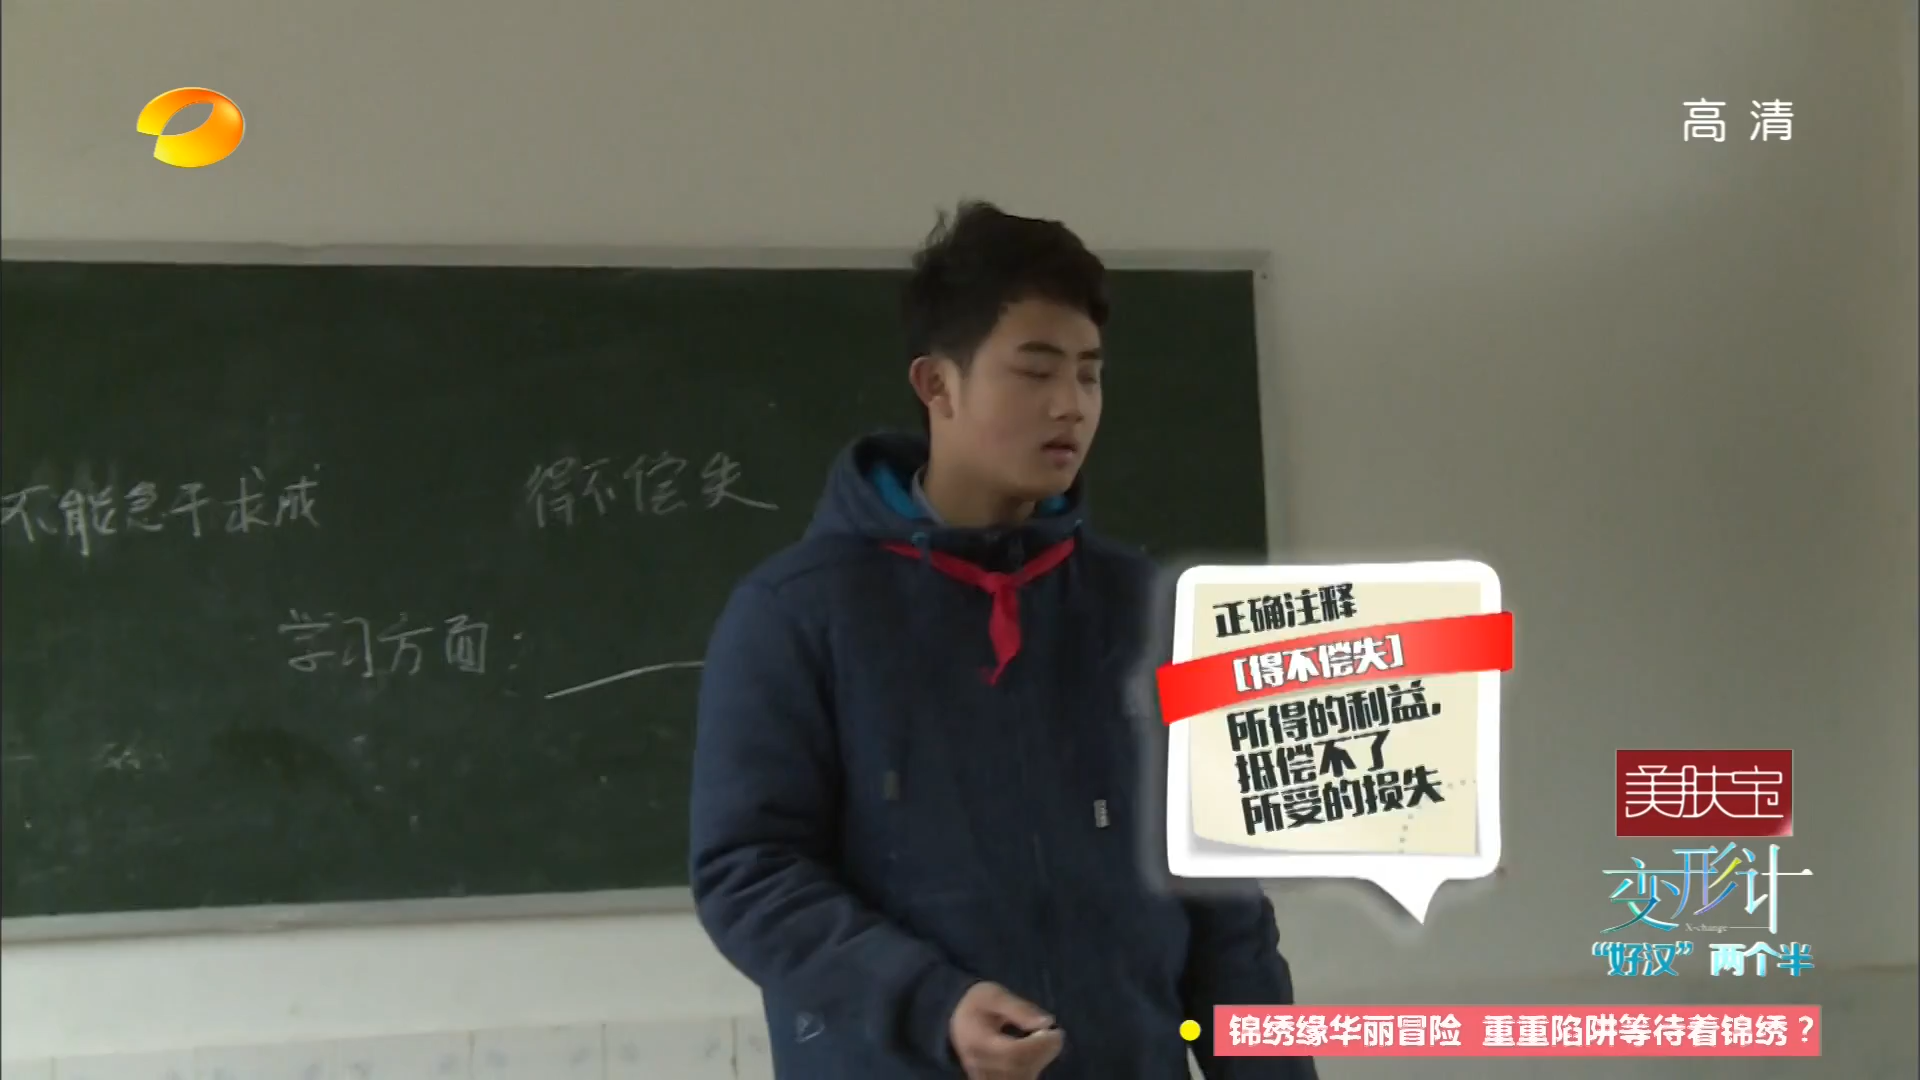 高清
不能急于求成
得不偿失
学习方面：
正确注释
[得不偿失]
所得的利益，
抵偿不了
所受的损失
美肤宝
变形计
X-change
“好汉” 两个半
锦绣缘华丽冒险 重重陷阱等待着锦绣？